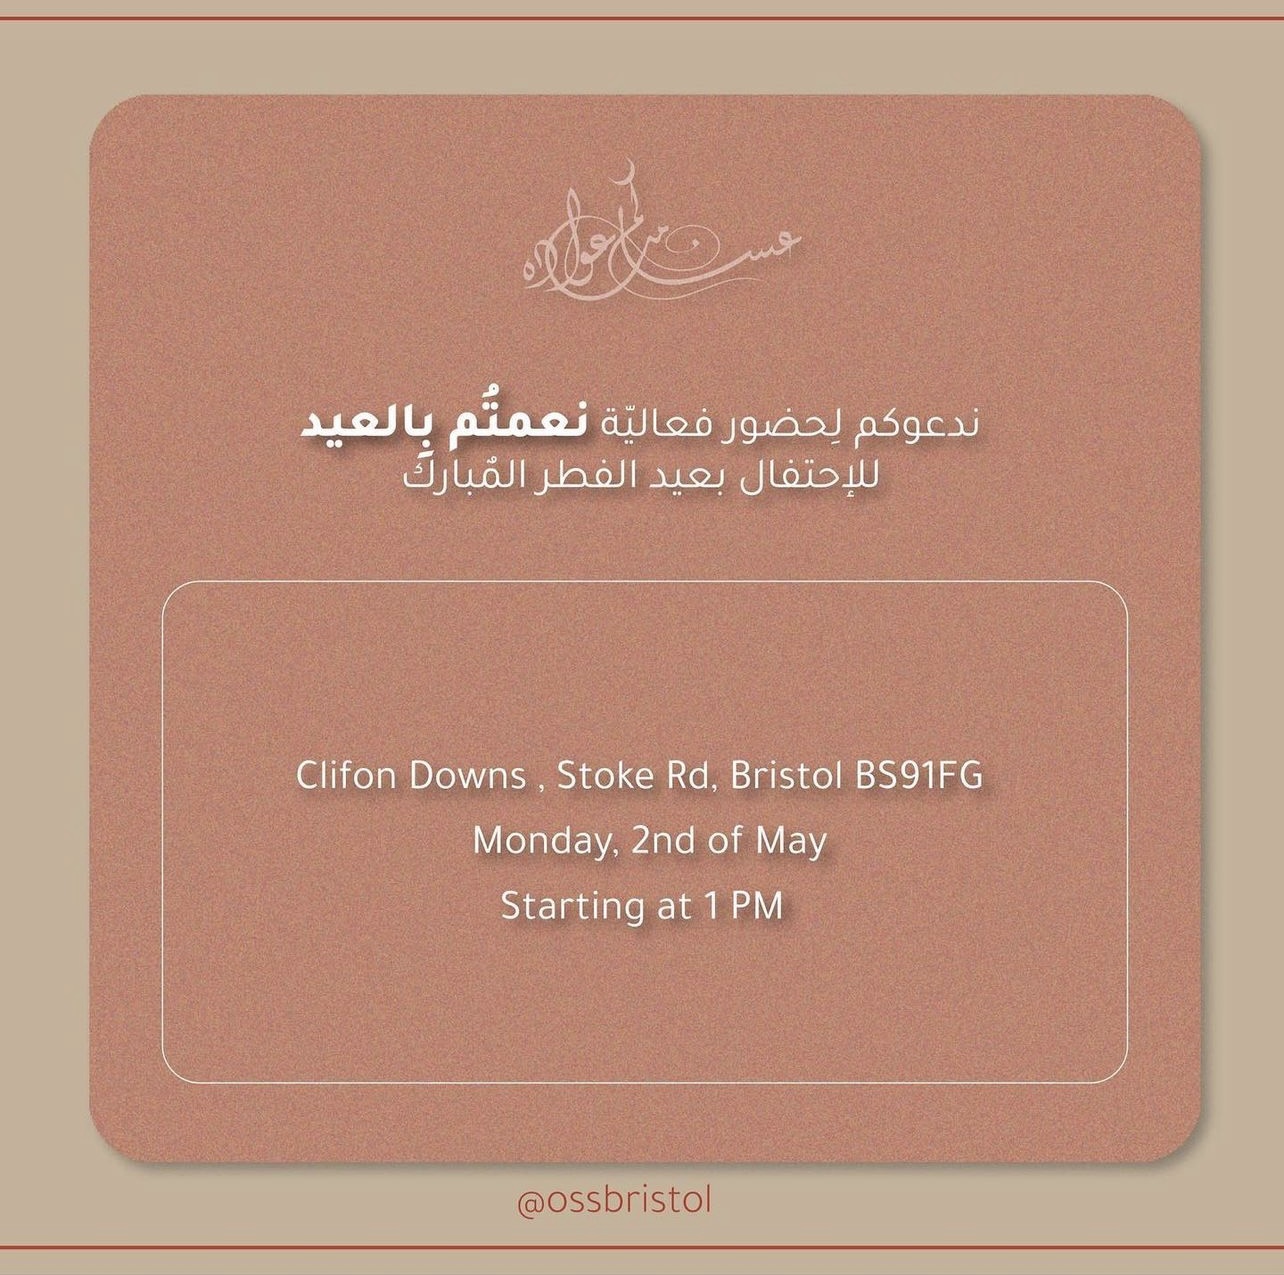 عساكم من عواده
ندعوكم لِحضور فعاليّة نعمتُم بِالعيد
للإحتفال بعيد الفطر المُبارك
Clifon Downs , Stoke Rd, Bristol BS91FG
Monday, 2nd of May
Starting at 1 PM
@ossbristol